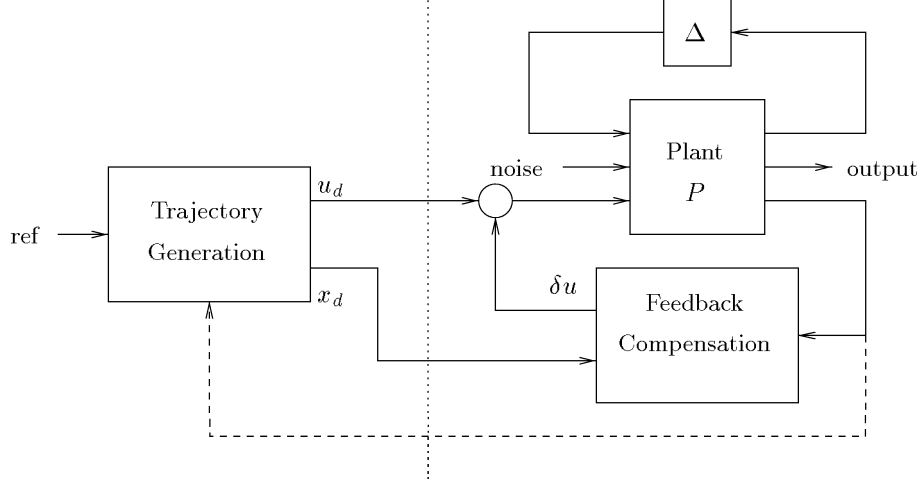 Δ
Plant
P
noise
output
u_d
Trajectory
Generation
ref
x_d
δu
Feedback
Compensation